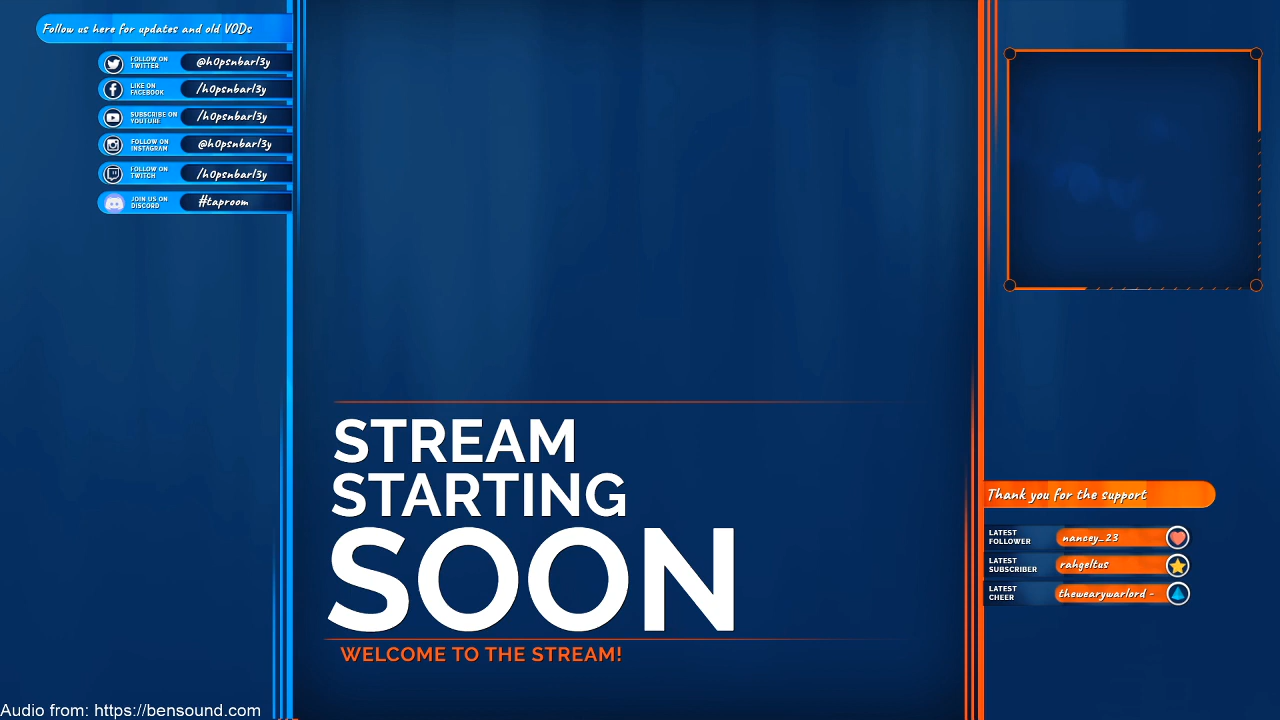 Follow us here for updates and old VODs
FOLLOW ON
TWITTER
@h0psnbarl3y
LIKE ON
FACEBOOK
/h0psnbarl3y
SUBSCRIBE ON
YOUTUBE
/h0psnbarl3y
FOLLOW ON
INSTAGRAM
@h0psnbarl3y
FOLLOW ON
TWITCH
/h0psnbarl3y
JOIN US ON
DISCORD
#taproom
STREAM
STARTING
SOON
WELCOME TO THE STREAM!
Thank you for the support
LATEST
FOLLOWER
nancey_23
LATEST
SUBSCRIBER
rahgeltus
LATEST
CHEER
thewearywarlord -
Audio from: https://bensound.com